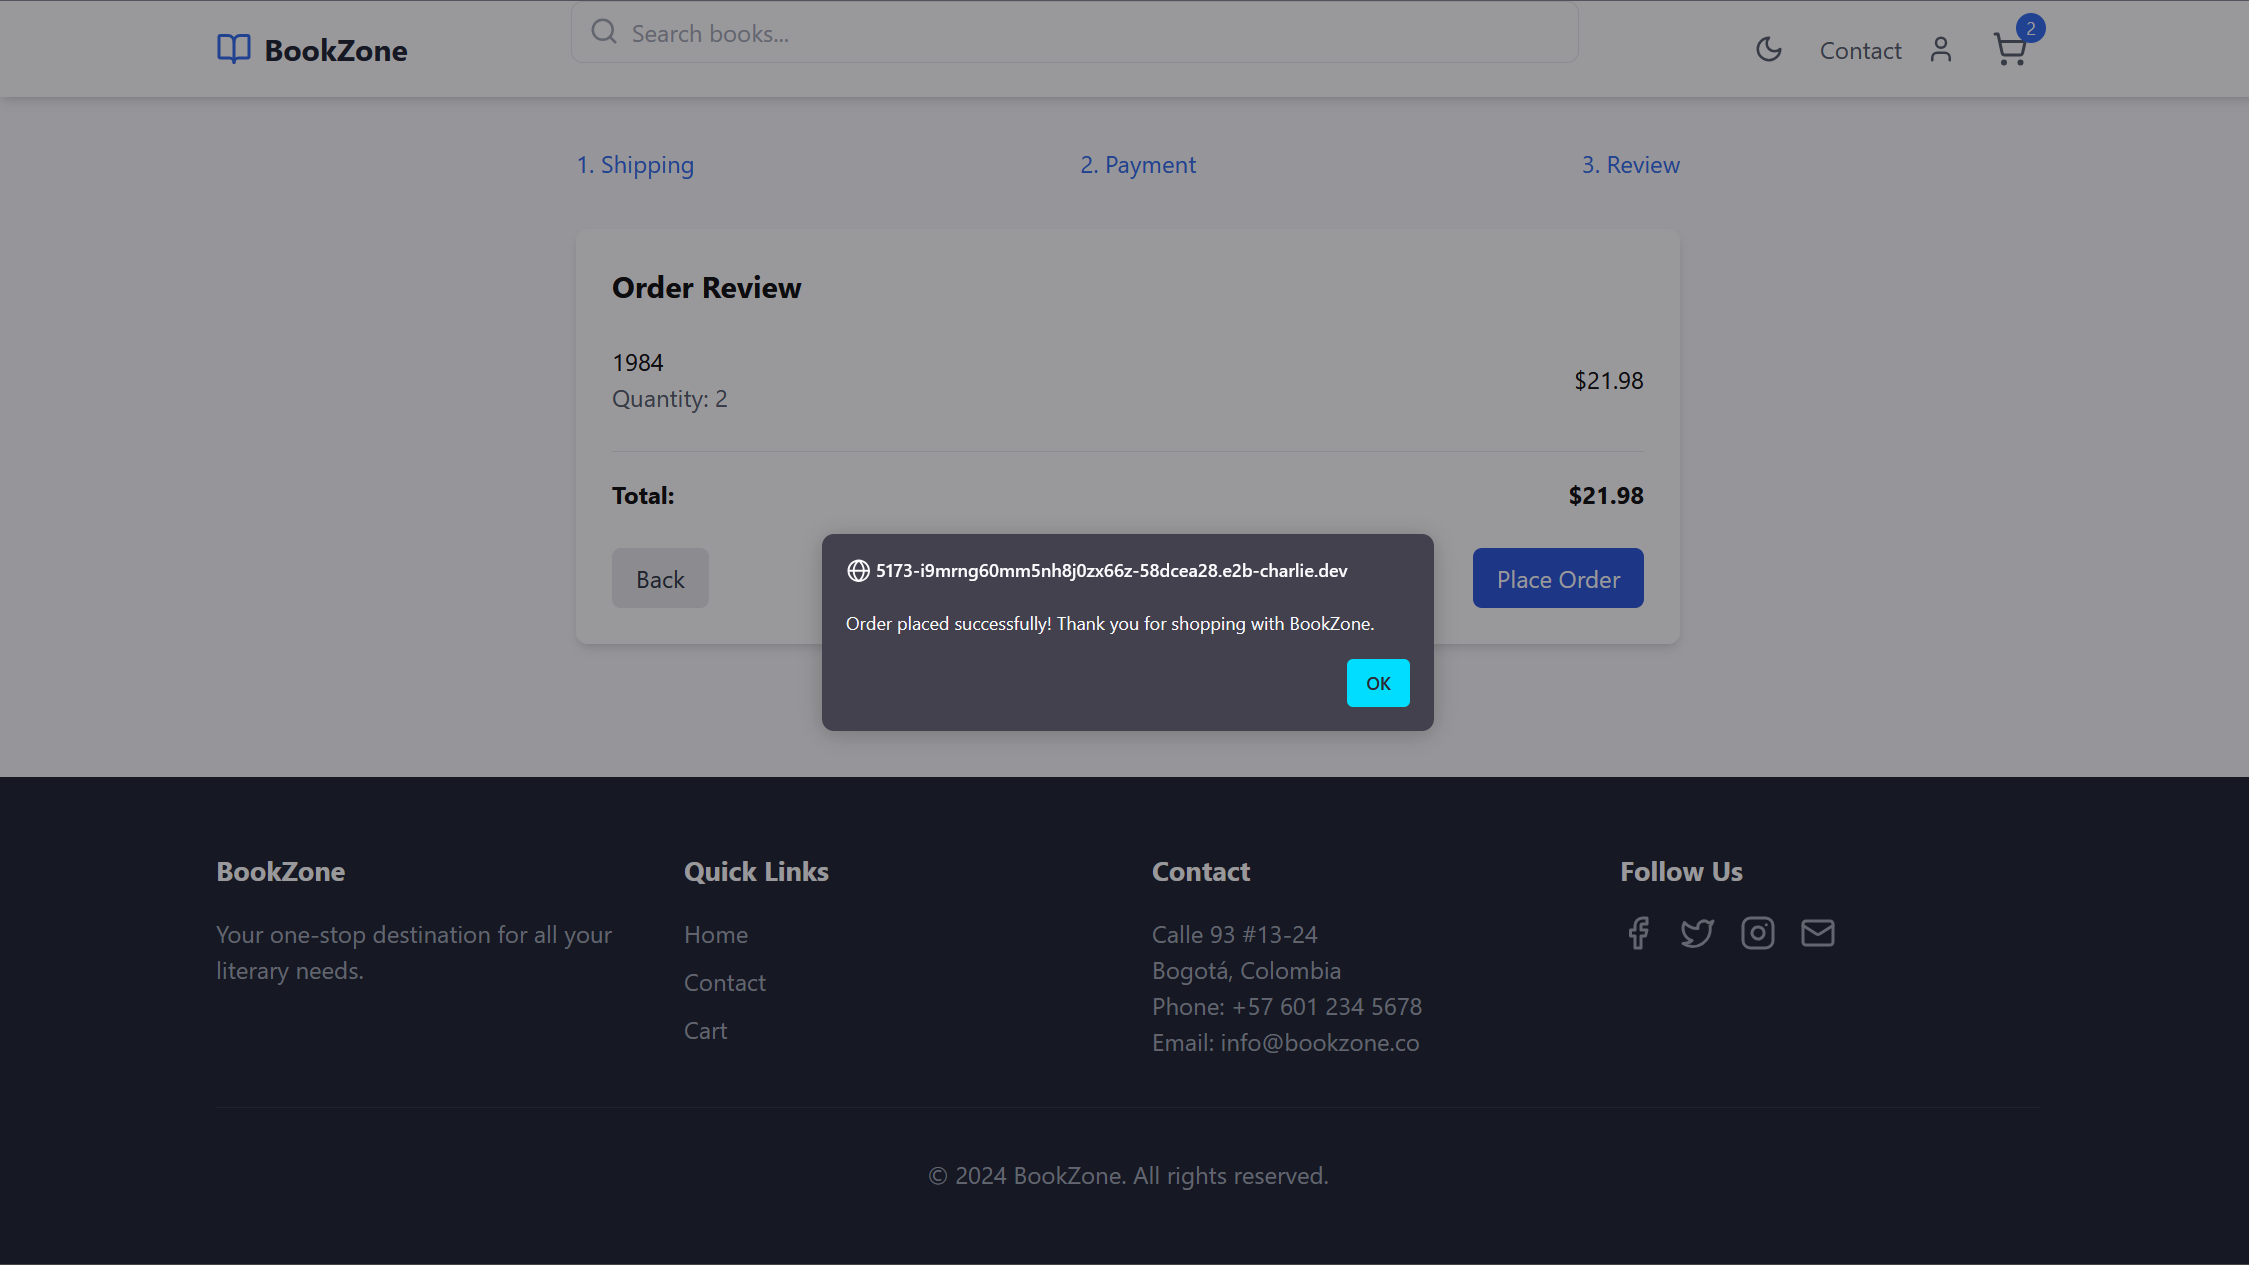 BookZone
Search books...
Contact
2
1. Shipping
2. Payment
3. Review
Order Review
1984
Quantity: 2
$21.98
Total:
$21.98
Back
Place Order
5173-i9mrng60mm5nh8j0zx66z-58dcea28.e2b-charlie.dev
Order placed successfully! Thank you for shopping with BookZone.
OK
BookZone
Your one-stop destination for all your
literary needs.
Quick Links
Home
Contact
Cart
Contact
Calle 93 #13-24
Bogotá, Colombia
Phone: +57 601 234 5678
Email: info@bookzone.co
Follow Us
© 2024 BookZone. All rights reserved.